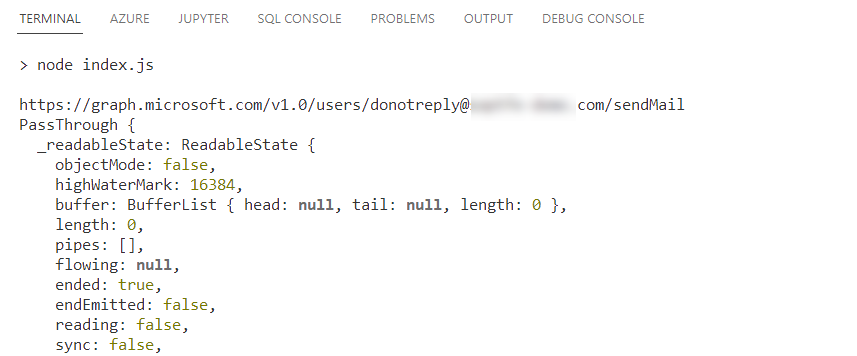 TERMINAL AZURE JUPYTER SQL CONSOLE PROBLEMS OUTPUT DEBUG CONSOLE
> node index.js
https://graph.microsoft.com/v1.0/users/donotreply@ .com/sendMail
PassThrough {
  _readableState: ReadableState {
    objectMode: false,
    highWaterMark: 16384,
    buffer: BufferList { head: null, tail: null, length: 0 },
    length: 0,
    pipes: [],
    flowing: null,
    ended: true,
    endEmitted: false,
    reading: false,
    sync: false,